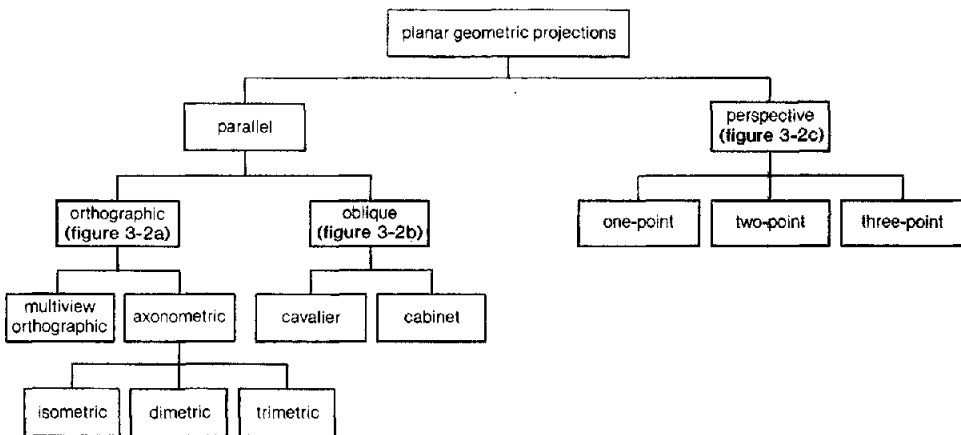 planar geometric projections
parallel
perspective
(figure 3-2c)
orthographic
(figure 3-2a)
oblique
(figure 3-2b)
one-point
two-point
three-point
multiview
orthographic
axonometric
cavalier
cabinet
isometric
dimetric
trimetric